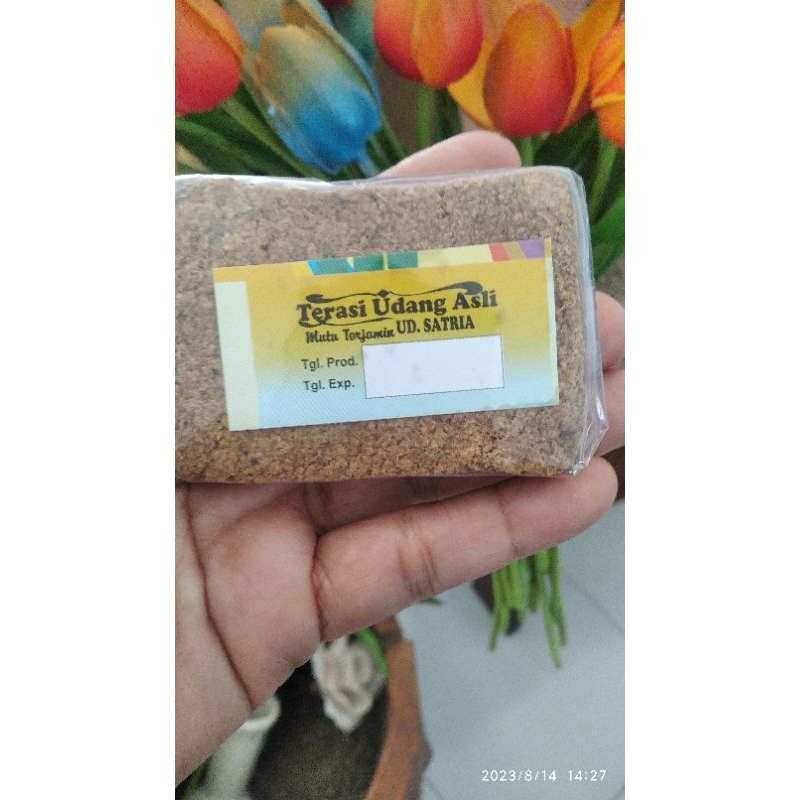 Terasi Udang Asli
Mutu Terjamin UD. SATRIA
Tgl. Prod.
Tgl. Exp.
2023/8/14 14:27